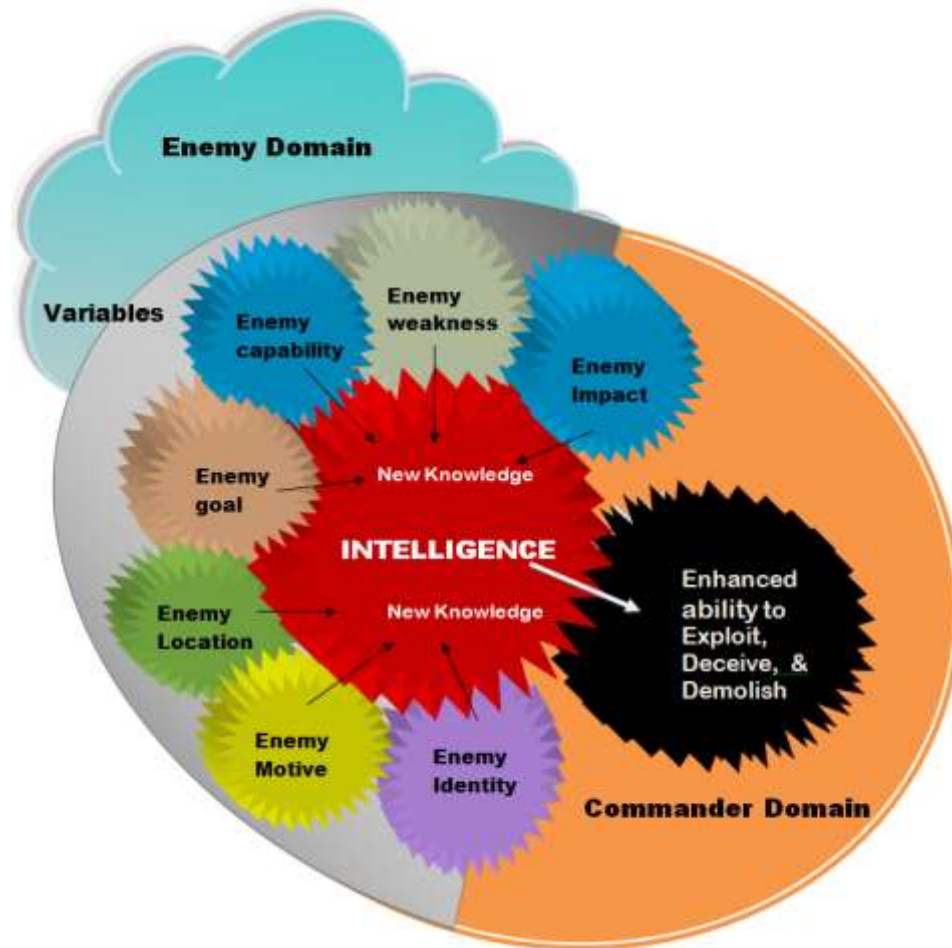 Enemy Domain
Variables
Enemy
capability
Enemy
weakness
Enemy
Impact
Enemy
goal
New Knowledge
INTELLIGENCE
New Knowledge
Enemy
Location
Enemy
Motive
Enemy
Identity
Enhanced
ability to
Exploit,
Deceive, &
Demolish
Commander Domain